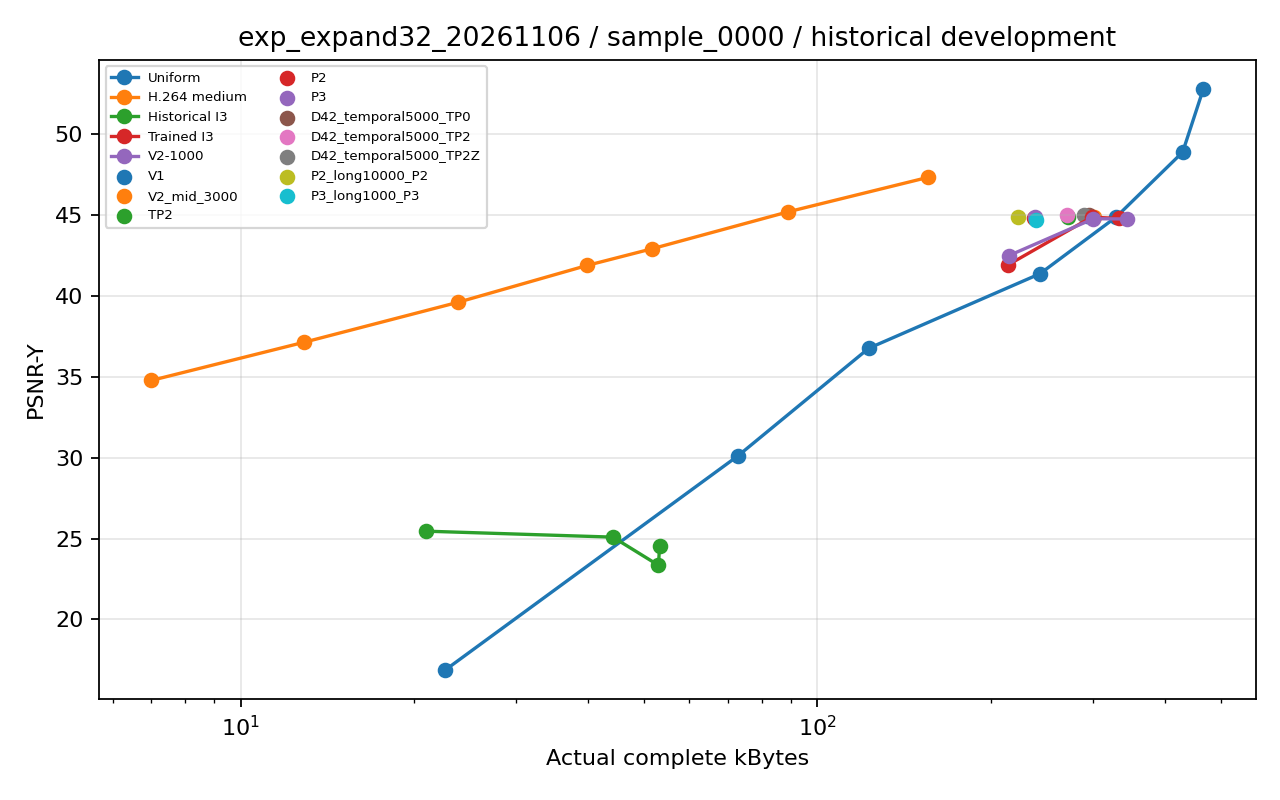 exp_expand32_20261106 / sample_0000 / historical development
Uniform
H.264 medium
Historical I3
Trained I3
V2-1000
V1
V2_mid_3000
TP2
P2
P3
D42_temporal5000_TP0
D42_temporal5000_TP2
D42_temporal5000_TP2Z
P2_long10000_P2
P3_long1000_P3
PSNR-Y
50
45
40
35
30
25
20
10¹
10²
Actual complete kBytes